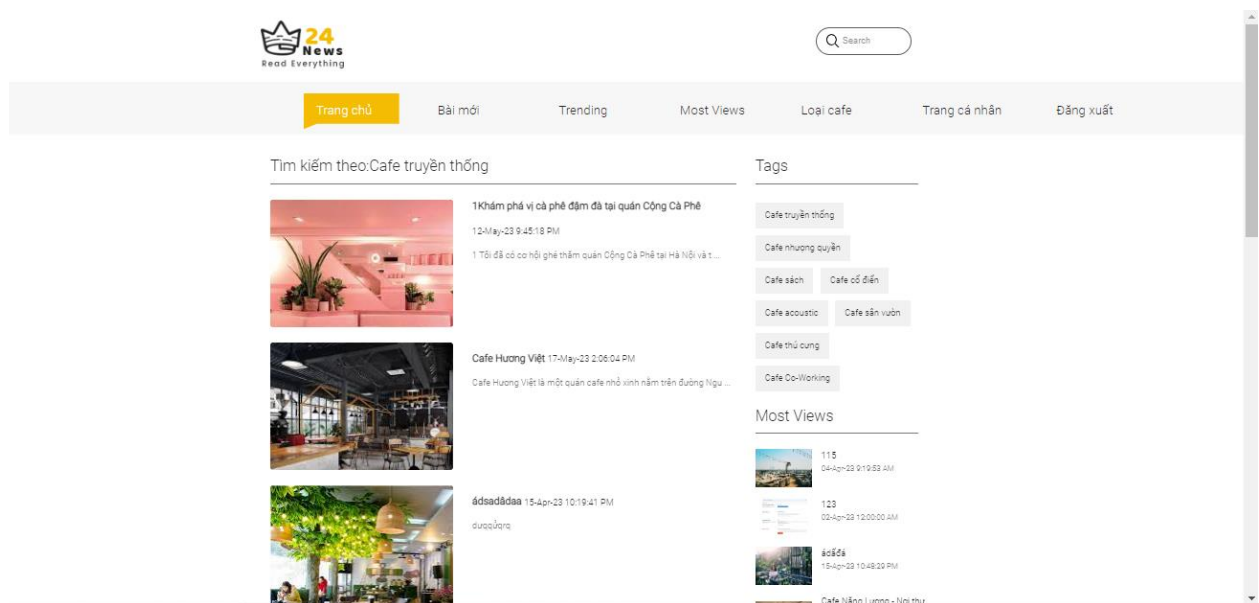 24
News
Read Everything
Search
Trang chủ
Bài mới
Trending
Most Views
Loại cafe
Trang cá nhân
Đăng xuất
Tìm kiếm theo:Cafe truyền thống
1Khám phá vị cà phê đậm đà tại quán Cộng Cà Phê
12-May-23 9:45:18 PM
1 Tôi đã có cơ hội ghé thăm quán Cộng Cà Phê tại Hà Nội và t ...
Cafe Hương Việt 17-May-23 2:06:04 PM
Cafe Hương Việt là một quán cafe nhỏ xinh nằm trên đường Ngu ...
ádsadâdaa 15-Apr-23 10:19:41 PM
Tags
Cafe truyền thống
Cafe nhượng quyền
Cafe sách
Cafe cổ điển
Cafe acoustic
Cafe sân vườn
Cafe thú cưng
Cafe Co-Working
Most Views
115
04-Apr-23 9:19:53 AM
123
02-Apr-23 12:00:00 AM
ádấđá
15-Apr-23 10:48:29 PM
Cafe Nắng Lương - Nơi thư